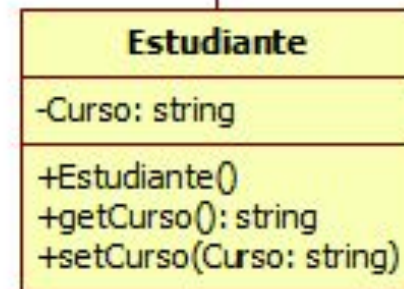 Estudiante
-Curso: string
+Estudiante()
+getCurso(): string
+setCurso(Curso: string)